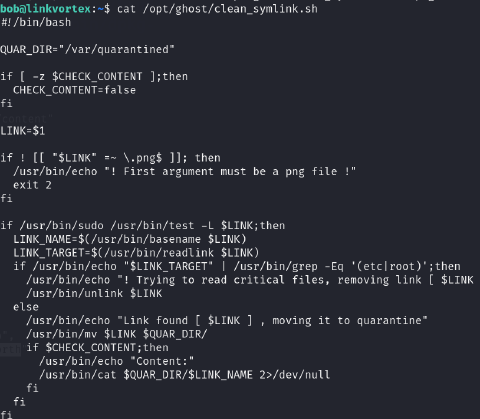 bob@linkvortex:~$ cat /opt/ghost/clean_symlink.sh
#!/bin/bash
QUAR_DIR="/var/quarantined"
if [ -z $CHECK_CONTENT ];then
  CHECK_CONTENT=false
fi
LINK=$1
if ! [[ "$LINK" =~ \.png$ ]]; then
  /usr/bin/echo "! First argument must be a png file !"
  exit 2
fi
if /usr/bin/sudo /usr/bin/test -L $LINK;then
  LINK_NAME=$(/usr/bin/basename $LINK)
  LINK_TARGET=$(/usr/bin/readlink $LINK)
  if /usr/bin/echo "$LINK_TARGET" | /usr/bin/grep -Eq '(etc|root)';then
    /usr/bin/echo "! Trying to read critical files, removing link [ $LINK
    /usr/bin/unlink $LINK
  else
    /usr/bin/echo "Link found [ $LINK ] , moving it to quarantine"
    /usr/bin/mv $LINK $QUAR_DIR/
    if $CHECK_CONTENT;then
      /usr/bin/echo "Content:"
      /usr/bin/cat $QUAR_DIR/$LINK_NAME 2>/dev/null
    fi
  fi
fi